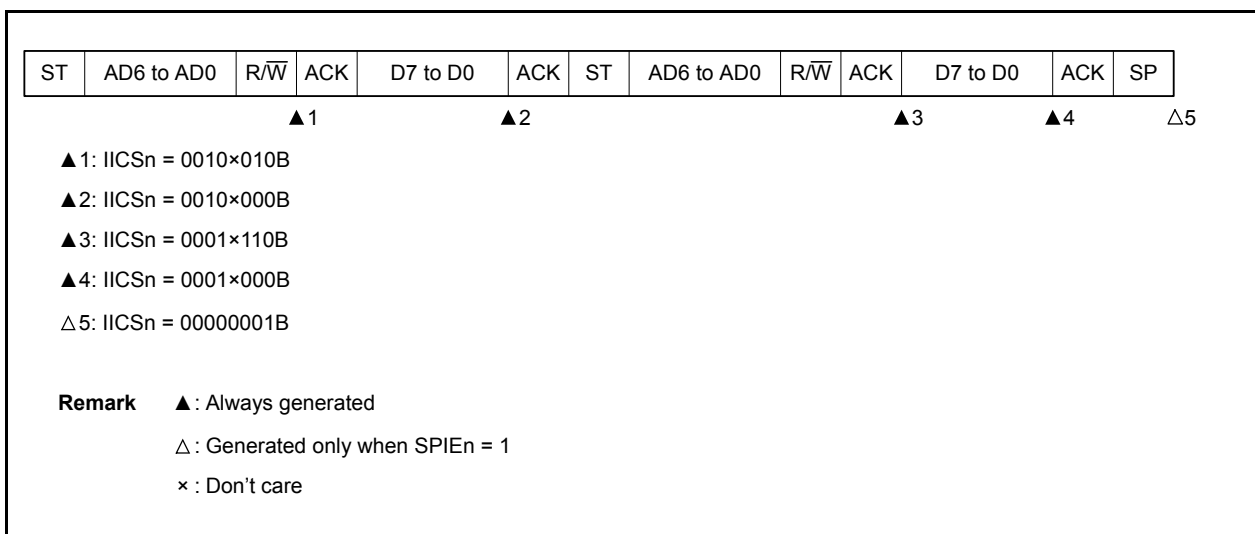 ST AD6 to AD0 R/W̅ ACK D7 to D0 ACK ST AD6 to AD0 R/W̅ ACK D7 to D0 ACK SP
▲1 ▲2 ▲3 ▲4 △5
▲1: IICSn = 0010×010B
▲2: IICSn = 0010×000B
▲3: IICSn = 0001×110B
▲4: IICSn = 0001×000B
△5: IICSn = 00000001B
Remark ▲: Always generated
△: Generated only when SPIEn = 1
×: Don't care